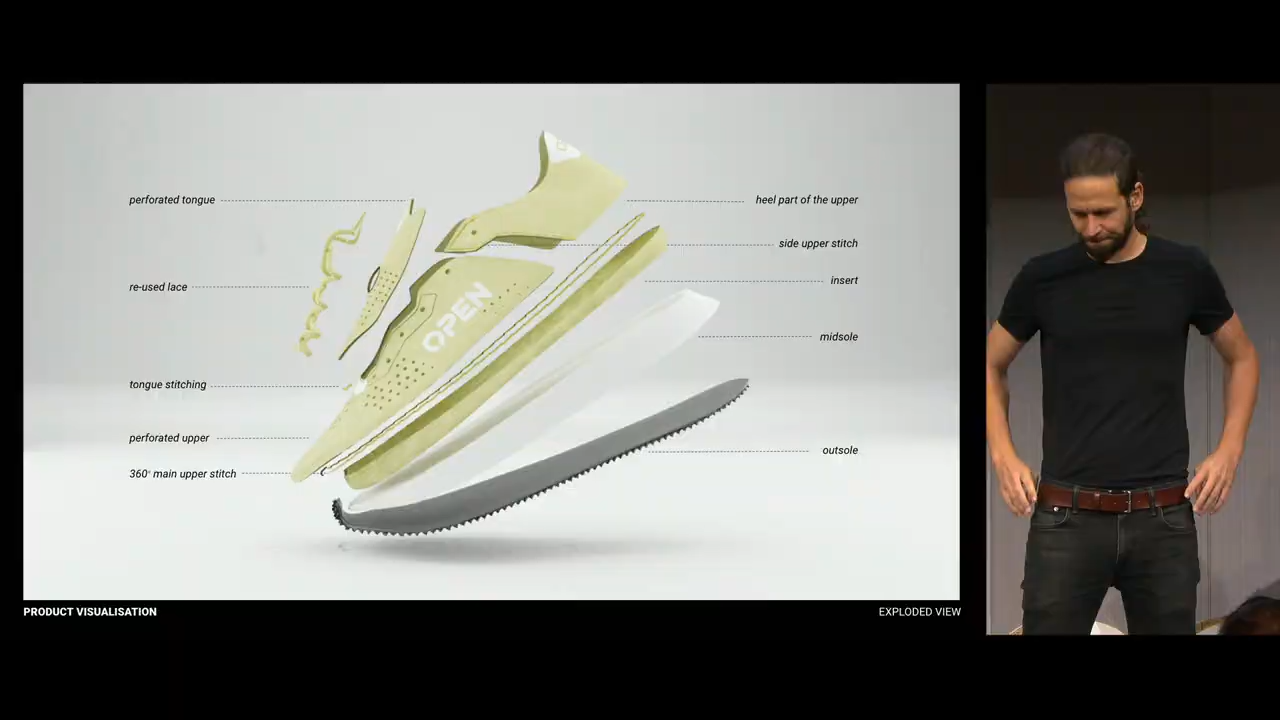 perforated tongue
heel part of the upper
side upper stitch
re-used lace
insert
OPEN
midsole
tongue stitching
perforated upper
outsole
360° main upper stitch
PRODUCT VISUALISATION
EXPLODED VIEW